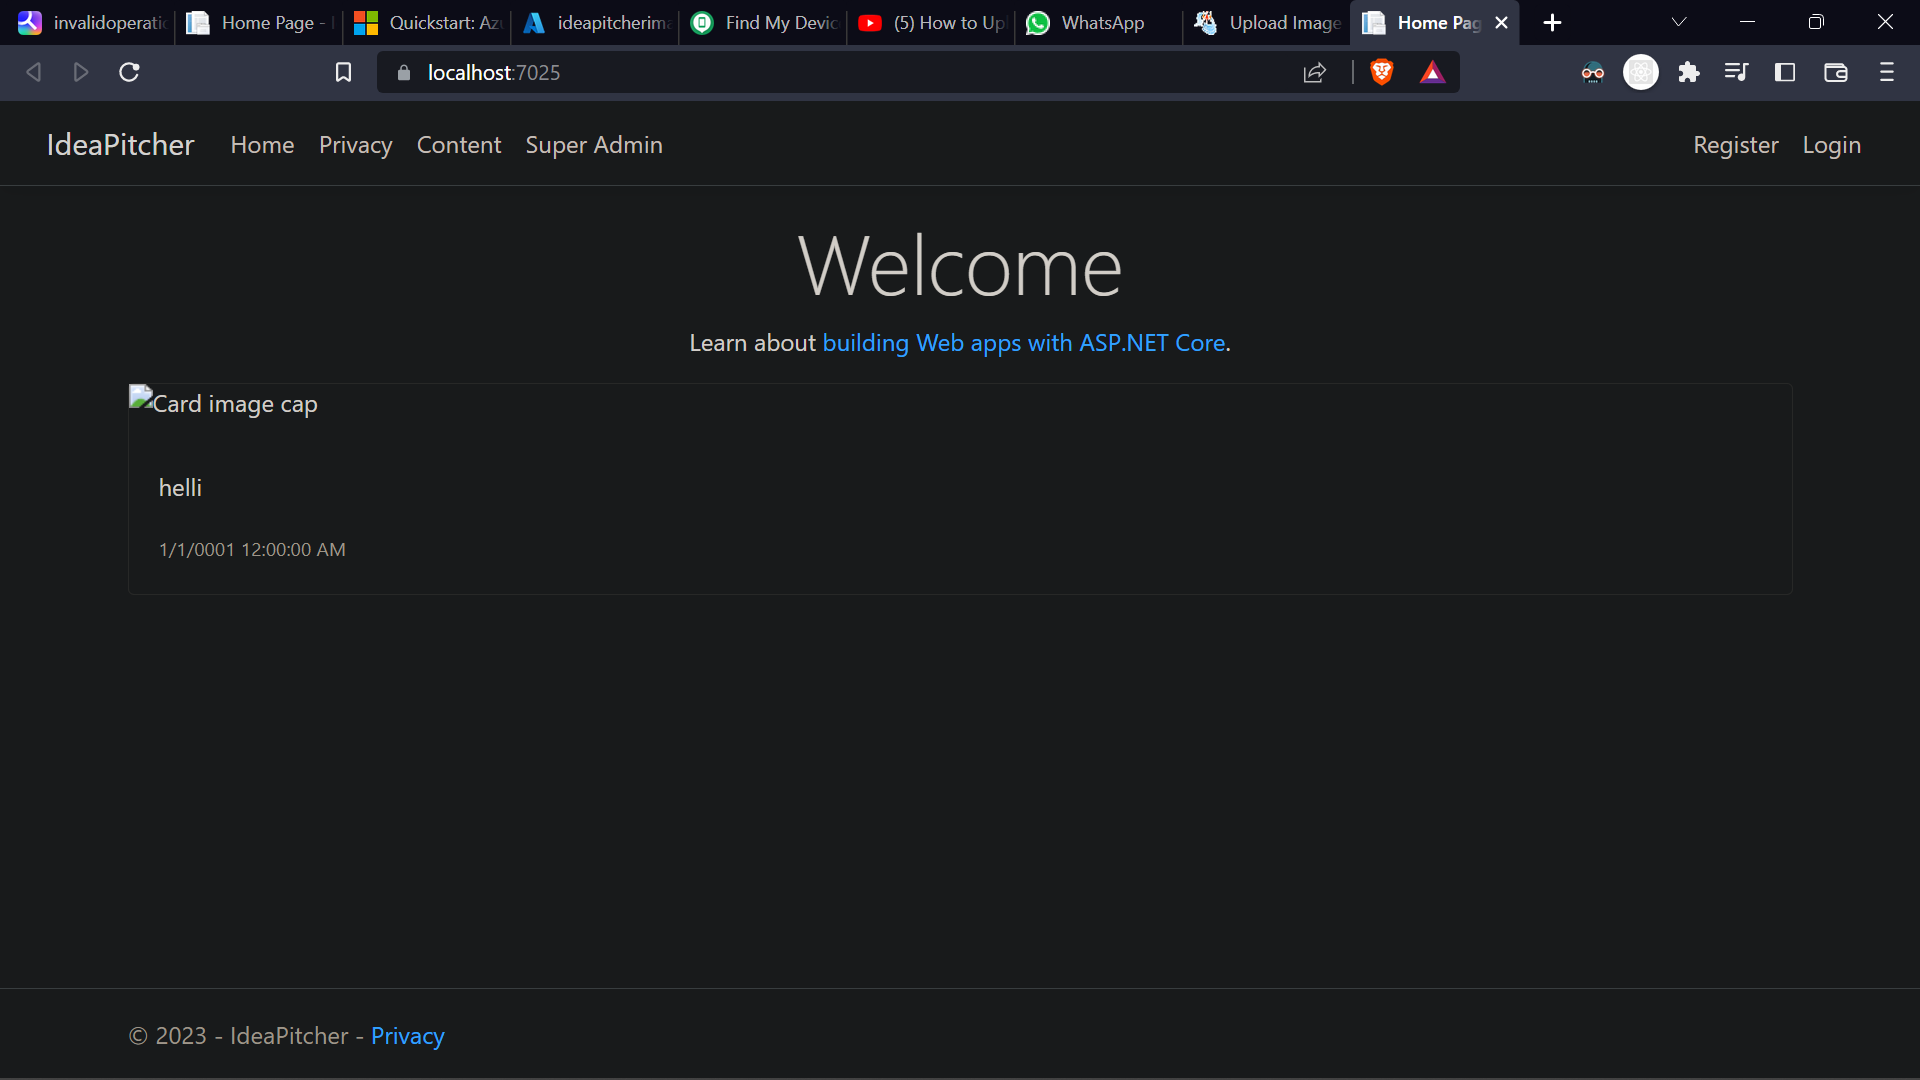 invalidoperati
Home Page -
Quickstart: Az
ideapitcherima
Find My Devic
(5) How to Up
WhatsApp
Upload Image
Home Pag
localhost:7025
IdeaPitcher
Home
Privacy
Content
Super Admin
Register
Login
Welcome
Learn about building Web apps with ASP.NET Core.
Card image cap
helli
1/1/0001 12:00:00 AM
© 2023 - IdeaPitcher - Privacy